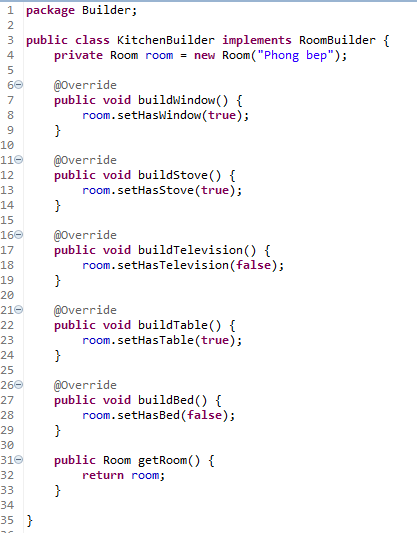 1 package Builder;
2
3 public class KitchenBuilder implements RoomBuilder {
4     private Room room = new Room("Phong bep");
5
6     @Override
7     public void buildWindow() {
8         room.setHasWindow(true);
9     }
10
11     @Override
12     public void buildStove() {
13         room.setHasStove(true);
14     }
15
16     @Override
17     public void buildTelevision() {
18         room.setHasTelevision(false);
19     }
20
21     @Override
22     public void buildTable() {
23         room.setHasTable(true);
24     }
25
26     @Override
27     public void buildBed() {
28         room.setHasBed(false);
29     }
30
31     public Room getRoom() {
32         return room;
33     }
34
35 }